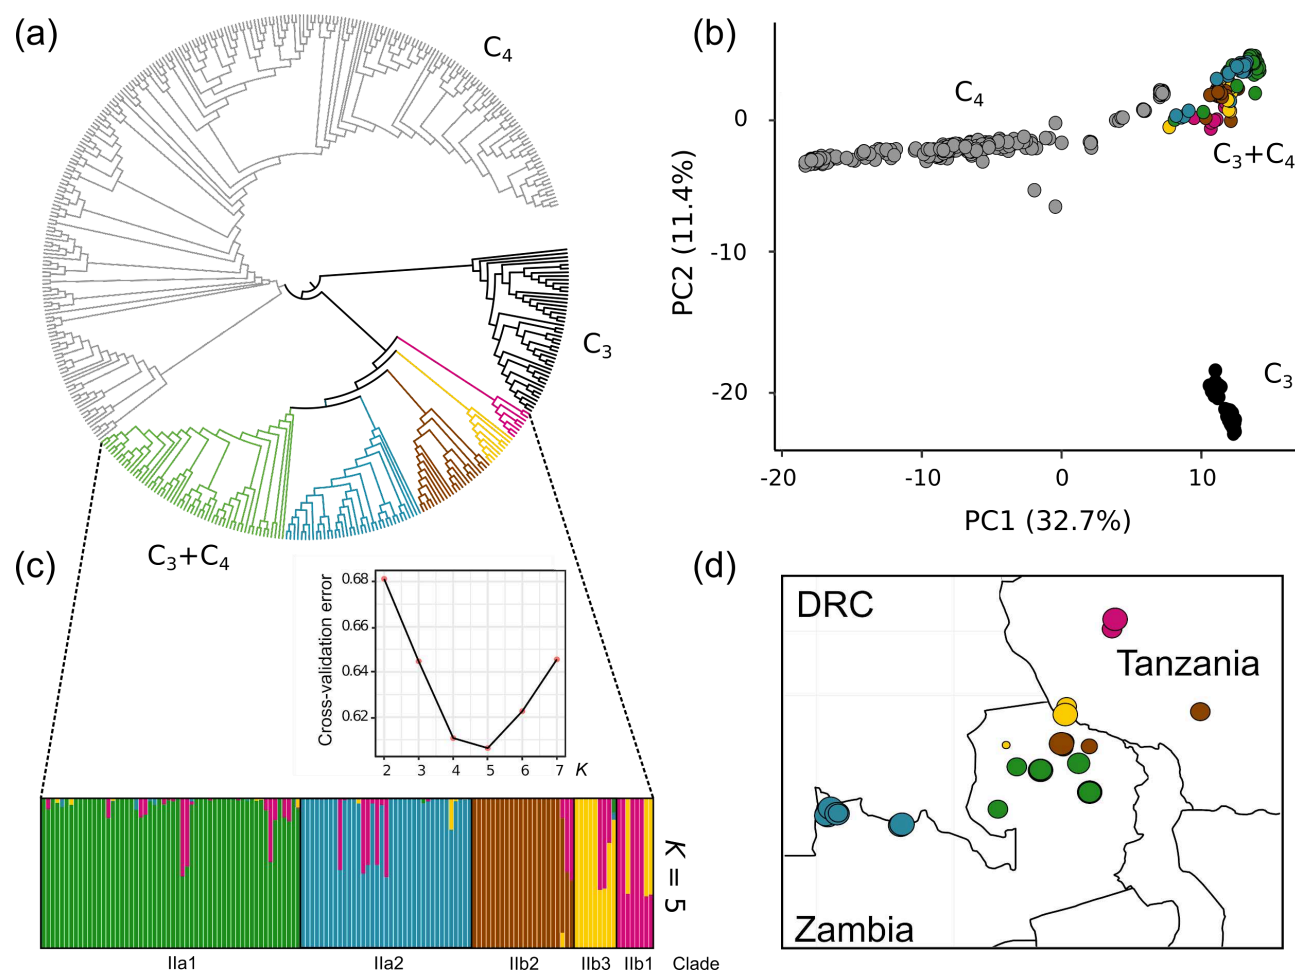 (a)
C4
C3
C3+C4
(b)
PC2 (11.4%)
0
-10
-20
C4
C3+C4
C3
-20
-10
0
10
PC1 (32.7%)
(c)
Cross-validation error
0.68
0.66
0.64
0.62
2 3 4 5 6 7 K
K = 5
IIa1 IIa2 IIb2 IIb3 IIb1 Clade
(d)
DRC
Tanzania
Zambia